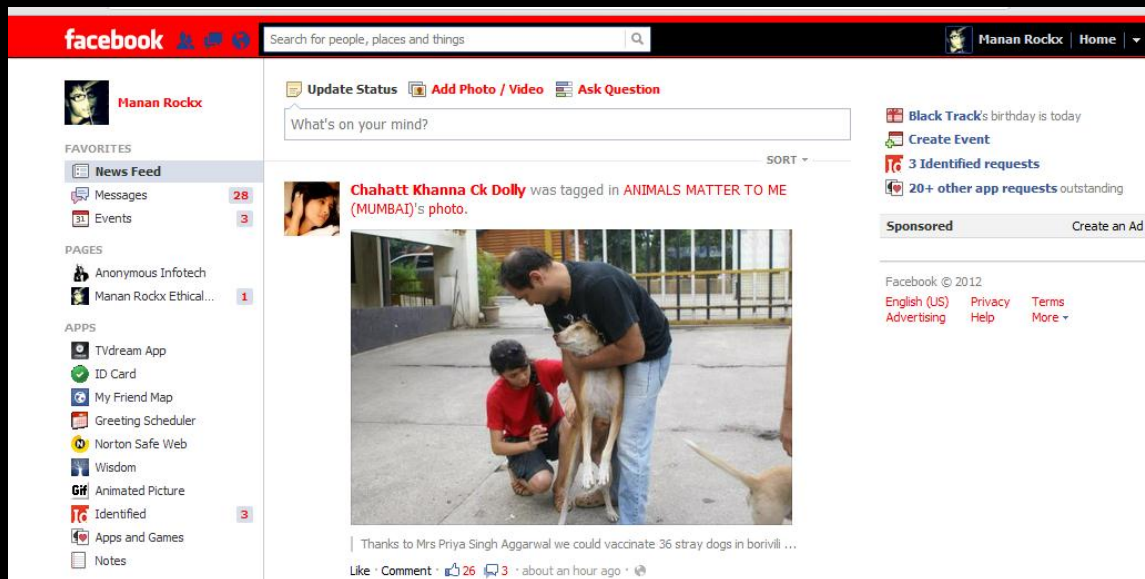 facebook
Search for people, places and things
Manan Rockx | Home
Manan Rockx
FAVORITES
News Feed
Messages 28
Events 3
PAGES
Anonymous Infotech
Manan Rockx Ethical... 1
APPS
TVdream App
ID Card
My Friend Map
Greeting Scheduler
Norton Safe Web
Wisdom
Gif Animated Picture
Id Identified 3
Apps and Games
Notes
Update Status Add Photo / Video Ask Question
What's on your mind?
SORT
Chahatt Khanna Ck Dolly was tagged in ANIMALS MATTER TO ME
(MUMBAI)'s photo.
Thanks to Mrs Priya Singh Aggarwal we could vaccinate 36 stray dogs in borivili ...
Like · Comment · 26 3 · about an hour ago ·
Black Track's birthday is today
Create Event
Id 3 Identified requests
20+ other app requests outstanding
Sponsored Create an Ad
Facebook © 2012
English (US) Privacy Terms
Advertising Help More